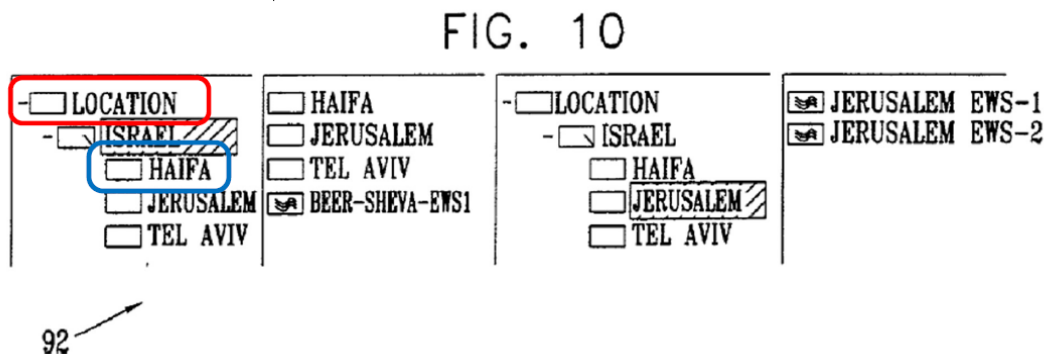 FIG. 10
LOCATION
ISRAEL
HAIFA
JERUSALEM
TEL AVIV
HAIFA
JERUSALEM
TEL AVIV
BEER-SHEVA-EWS1
LOCATION
ISRAEL
HAIFA
JERUSALEM
TEL AVIV
JERUSALEM EWS-1
JERUSALEM EWS-2
92